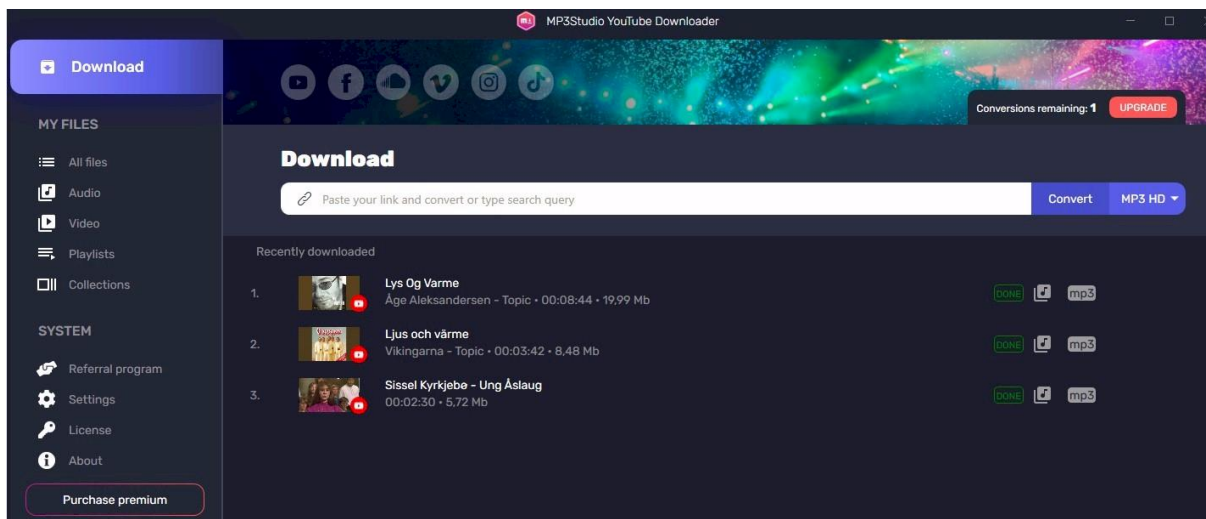 MP3Studio YouTube Downloader
Download
Conversions remaining: 1 UPGRADE
MY FILES
All files
Audio
Video
Playlists
Collections
SYSTEM
Referral program
Settings
License
About
Purchase premium
Download
Paste your link and convert or type search query
Convert MP3 HD
Recently downloaded
1.
Lys Og Varme
Åge Aleksandersen - Topic • 00:08:44 • 19,99 Mb
DONE mp3
2.
Ljus och värme
Vikingarna - Topic • 00:03:42 • 8,48 Mb
DONE mp3
3.
Sissel Kyrkjebø - Ung Åslaug
00:02:30 • 5,72 Mb
DONE mp3